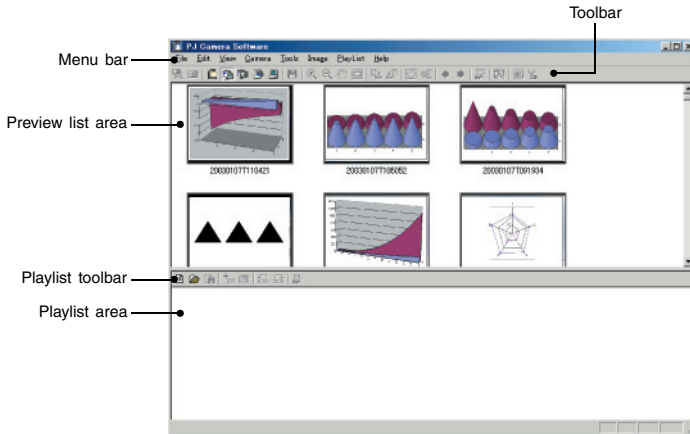 Toolbar
PJ Camera Software
Menu bar
File Edit View Camera Tools Image PlayList Help
Preview list area
20030107T110421 20030107T105052 20030107T091934
Playlist toolbar
Playlist area